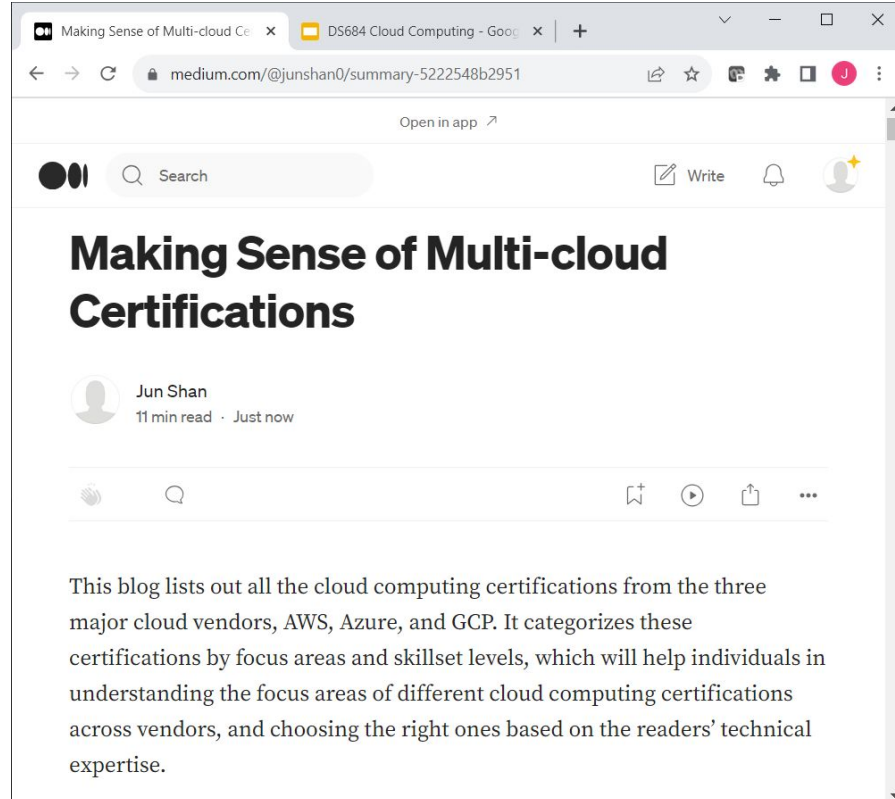 Making Sense of Multi-cloud Ce
DS684 Cloud Computing - Goog
medium.com/@junshan0/summary-5222548b2951
J
Open in app
Search
Write
Making Sense of Multi-cloud
Certifications
Jun Shan
11 min read · Just now
This blog lists out all the cloud computing certifications from the three
major cloud vendors, AWS, Azure, and GCP. It categorizes these
certifications by focus areas and skillset levels, which will help individuals in
understanding the focus areas of different cloud computing certifications
across vendors, and choosing the right ones based on the readers’ technical
expertise.